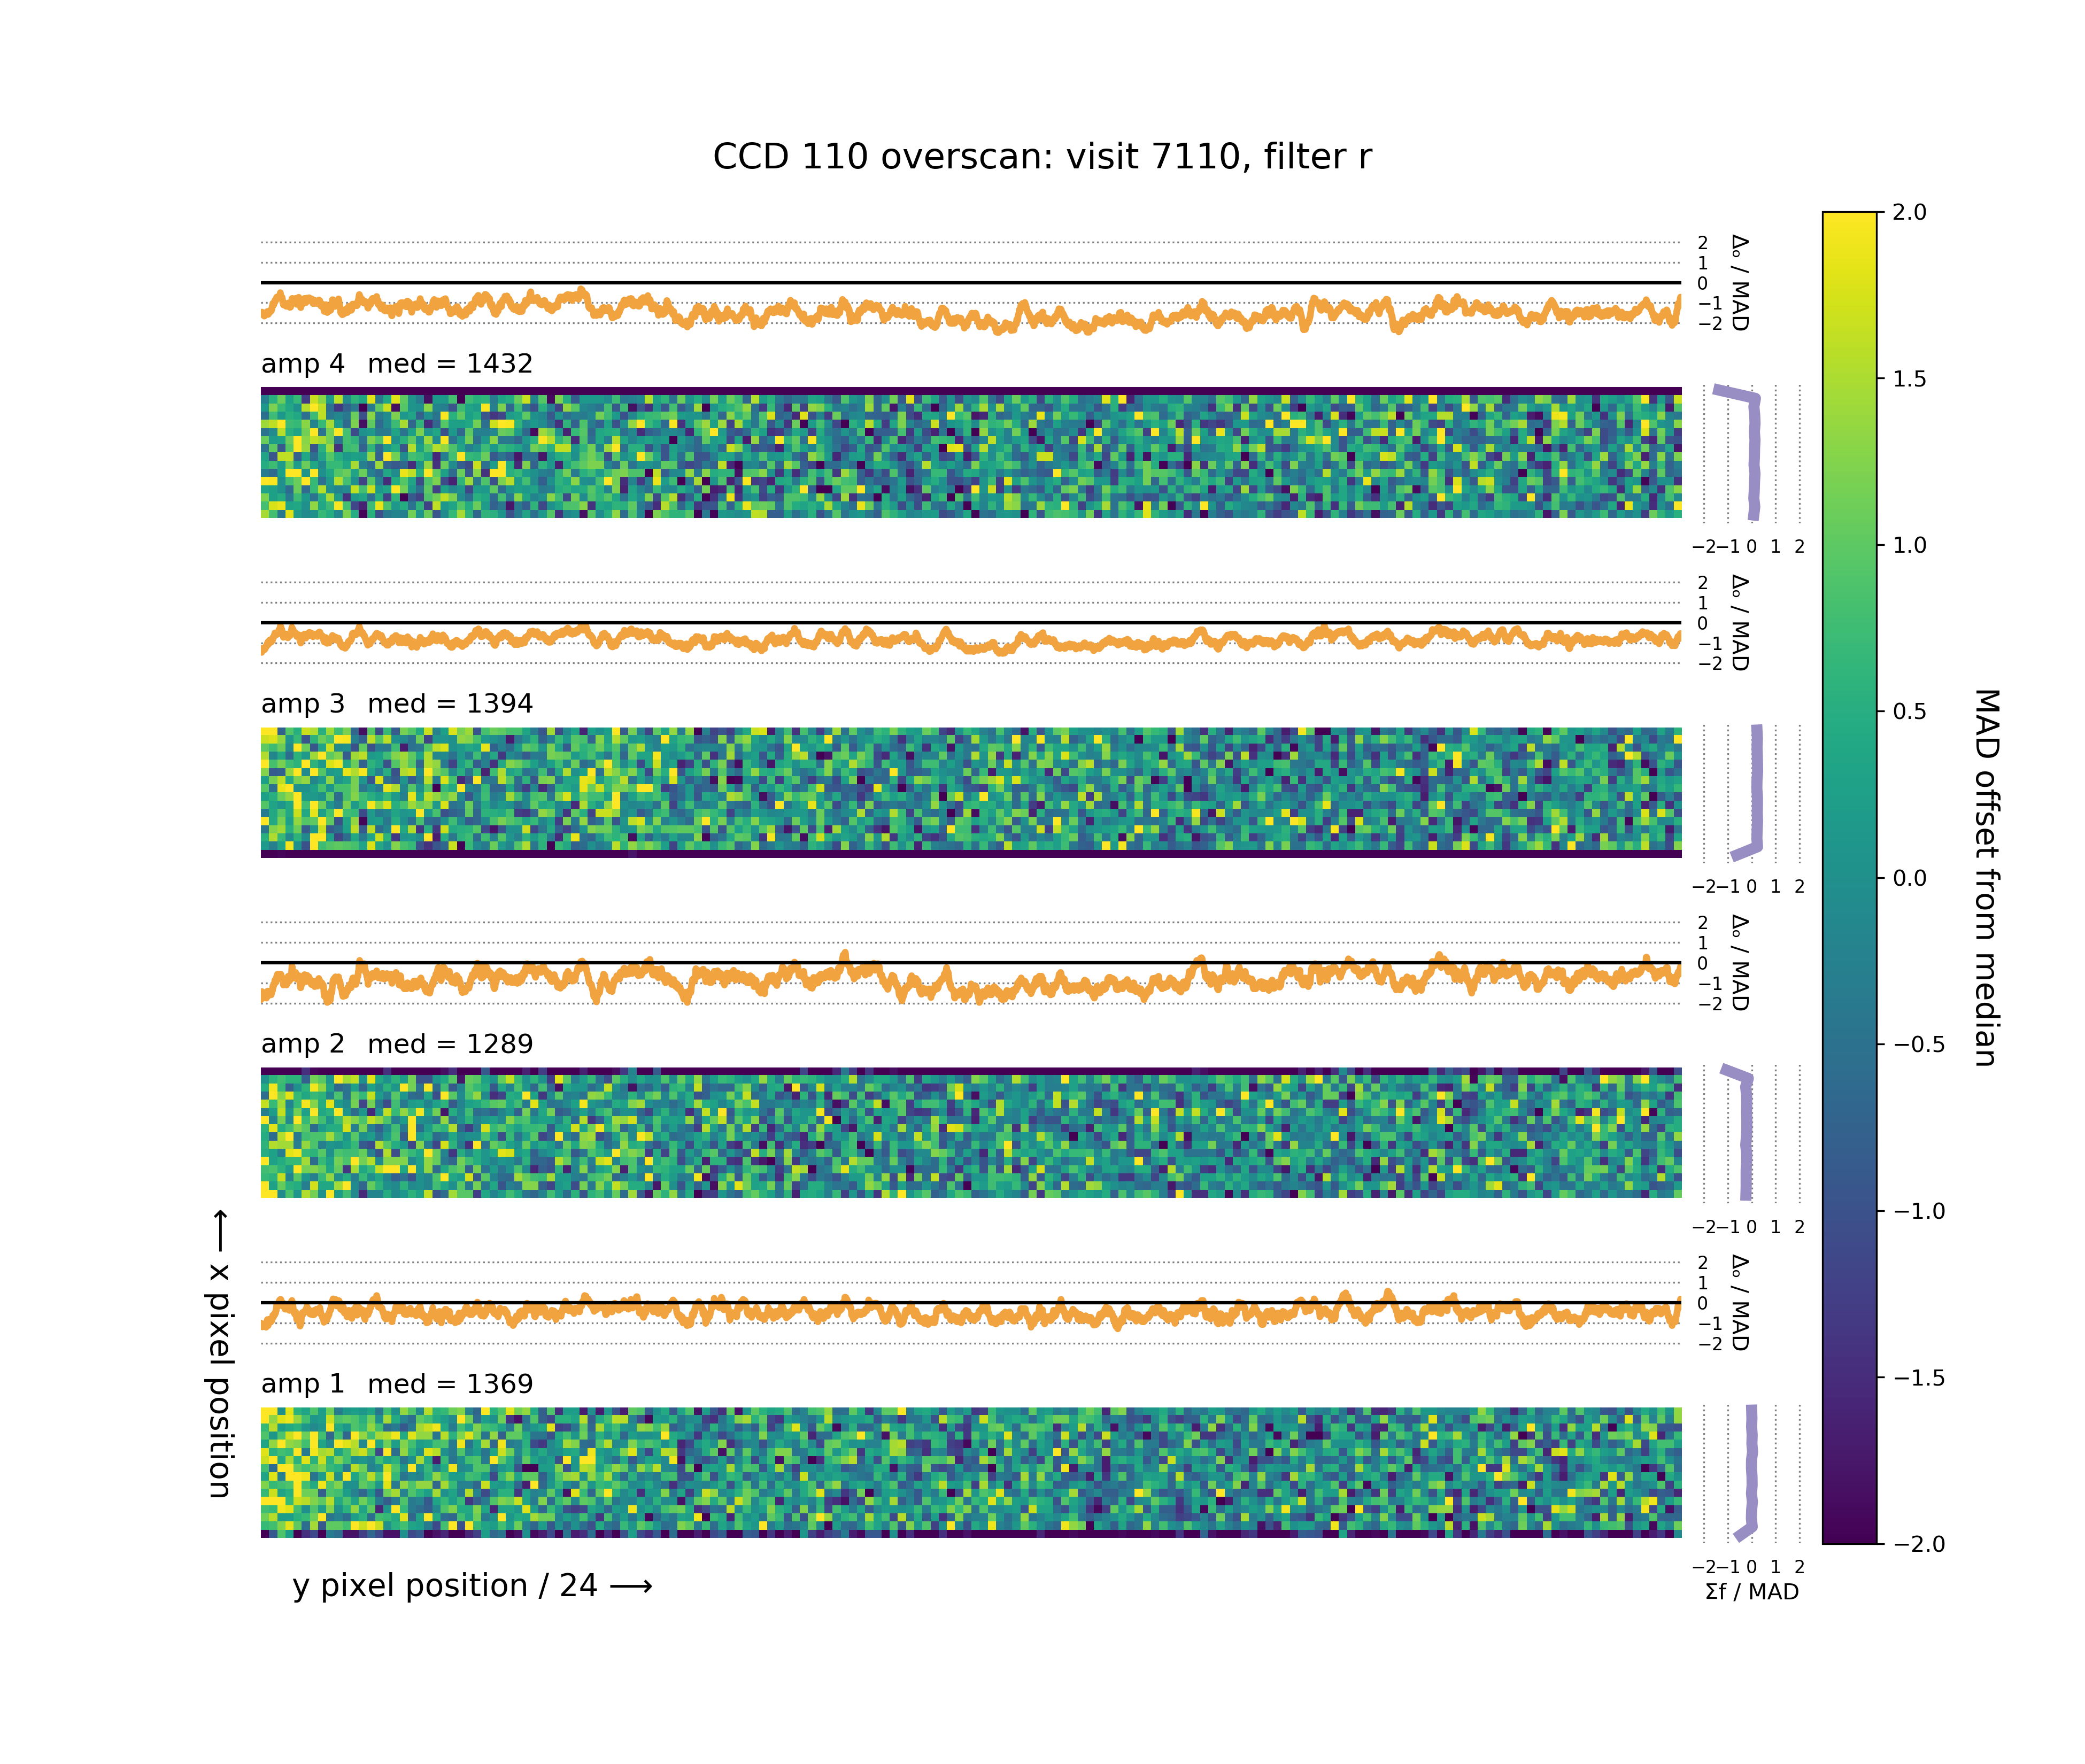 CCD 110 overscan: visit 7110, filter r
2
1
0
−1
−2
Δₒ / MAD
amp 4 med = 1432
−2 −1 0 1 2
2
1
0
−1
−2
Δₒ / MAD
amp 3 med = 1394
−2 −1 0 1 2
2
1
0
−1
−2
Δₒ / MAD
amp 2 med = 1289
−2 −1 0 1 2
2
1
0
−1
−2
Δₒ / MAD
amp 1 med = 1369
−2 −1 0 1 2
Σf / MAD
y pixel position / 24 ⟶
⟵ x pixel position
2.0
1.5
1.0
0.5
0.0
−0.5
−1.0
−1.5
−2.0
MAD offset from median